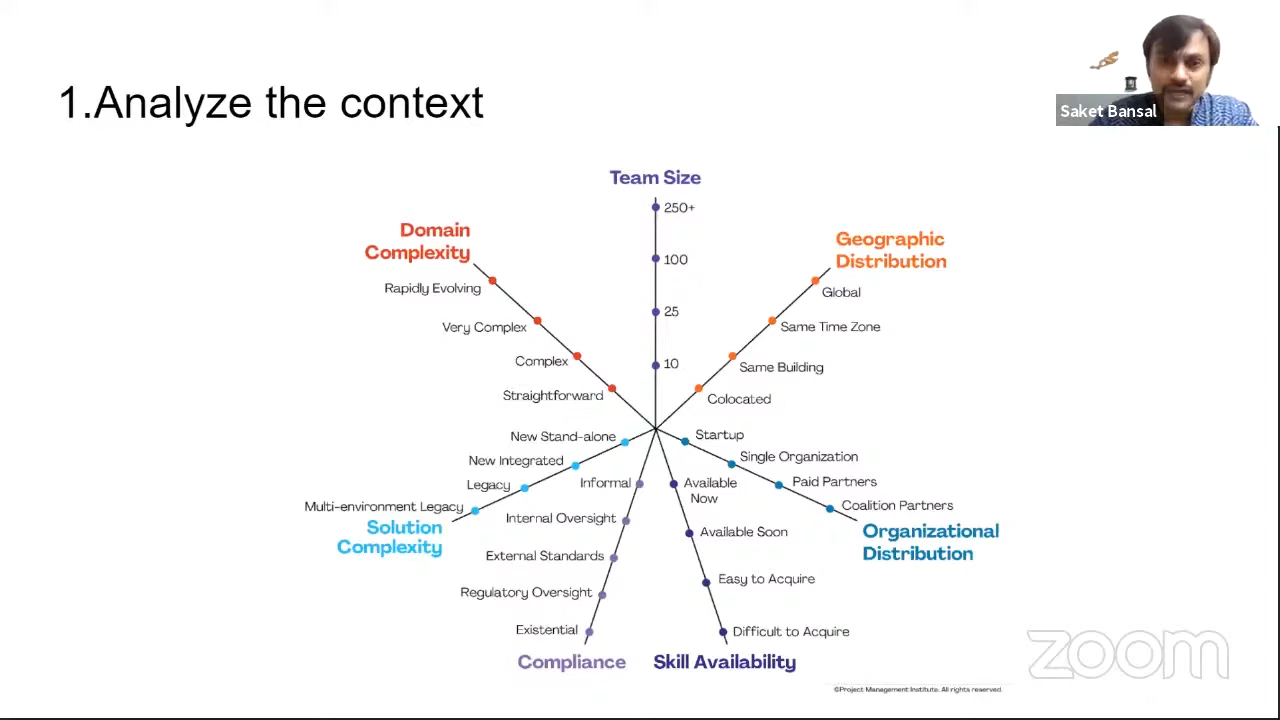 1.Analyze the context
Saket Bansal
Team Size
250+
100
25
10
Domain
Complexity
Rapidly Evolving
Very Complex
Complex
Straightforward
Geographic
Distribution
Global
Same Time Zone
Same Building
Colocated
New Stand-alone
New Integrated
Legacy
Multi-environment Legacy
Solution
Complexity
Startup
Single Organization
Paid Partners
Coalition Partners
Organizational
Distribution
Informal
Internal Oversight
External Standards
Regulatory Oversight
Existential
Compliance
Available
Now
Available Soon
Easy to Acquire
Difficult to Acquire
Skill Availability
zoom
©Project Management Institute. All rights reserved.